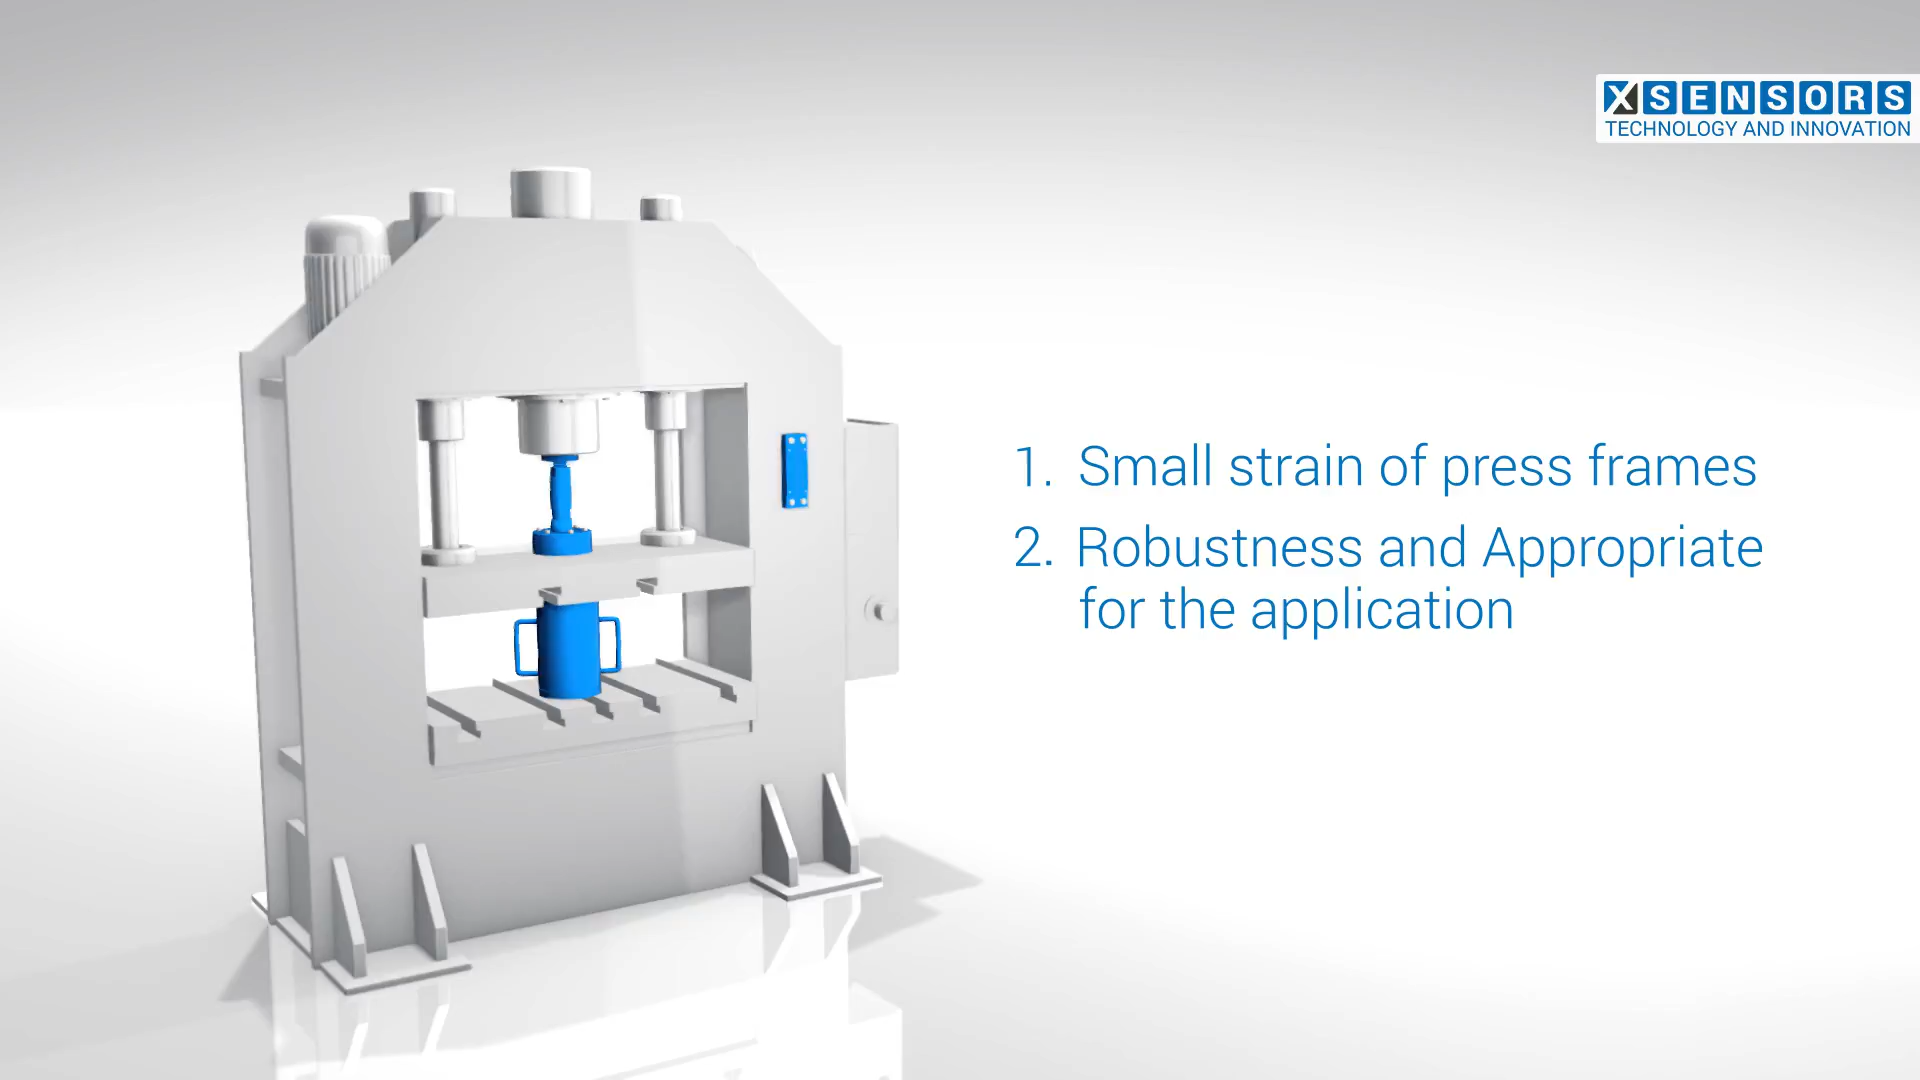 XSENSORS
TECHNOLOGY AND INNOVATION
1. Small strain of press frames
2. Robustness and Appropriate
for the application